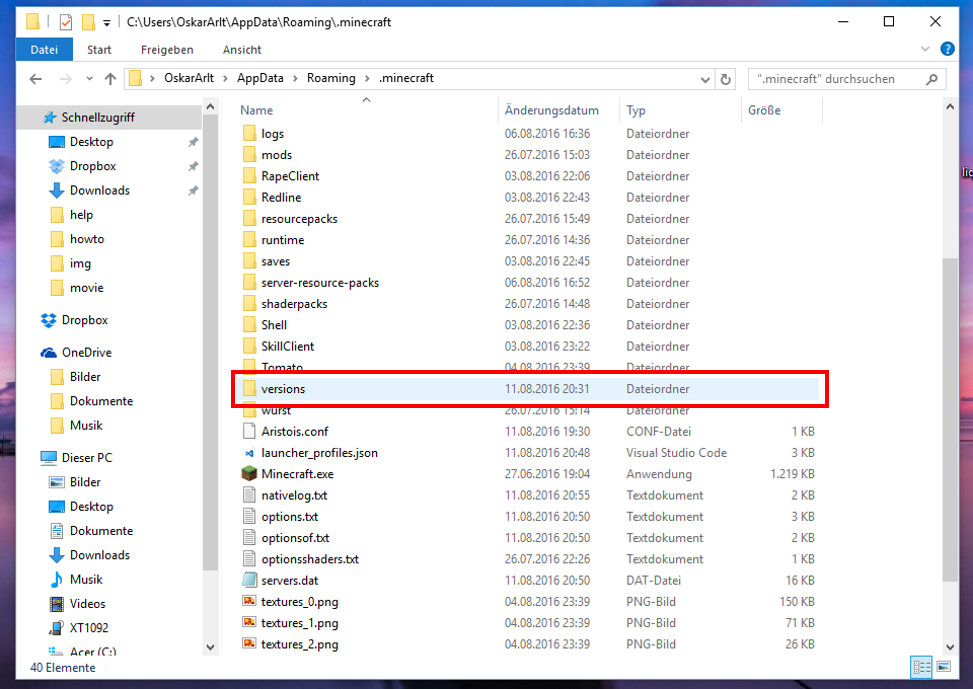 C:\Users\OskarArlt\AppData\Roaming\.minecraft
Datei Start Freigeben Ansicht
OskarArlt AppData Roaming .minecraft
".minecraft" durchsuchen
Schnellzugriff
Desktop
Dropbox
Downloads
help
howto
img
movie
Dropbox
OneDrive
Bilder
Dokumente
Musik
Dieser PC
Bilder
Desktop
Dokumente
Downloads
Musik
Videos
XT1092
Acer (C:)
Name Änderungsdatum Typ Größe
logs 06.08.2016 16:36 Dateiordner
mods 26.07.2016 15:03 Dateiordner
RapeClient 03.08.2016 22:06 Dateiordner
Redline 03.08.2016 22:43 Dateiordner
resourcepacks 26.07.2016 15:49 Dateiordner
runtime 26.07.2016 14:36 Dateiordner
saves 03.08.2016 22:45 Dateiordner
server-resource-packs 06.08.2016 16:52 Dateiordner
shaderpacks 26.07.2016 14:48 Dateiordner
Shell 03.08.2016 22:36 Dateiordner
SkillClient 03.08.2016 23:22 Dateiordner
Tomato 04.08.2016 23:39 Dateiordner
versions 11.08.2016 20:31 Dateiordner
wurst 26.07.2016 15:14 Dateiordner
Aristois.conf 11.08.2016 19:30 CONF-Datei 1 KB
launcher_profiles.json 11.08.2016 20:48 Visual Studio Code 3 KB
Minecraft.exe 27.06.2016 19:04 Anwendung 1.219 KB
nativelog.txt 11.08.2016 20:55 Textdokument 2 KB
options.txt 11.08.2016 20:50 Textdokument 3 KB
optionsof.txt 11.08.2016 20:50 Textdokument 2 KB
optionsshaders.txt 26.07.2016 22:26 Textdokument 1 KB
servers.dat 11.08.2016 20:50 DAT-Datei 16 KB
textures_0.png 04.08.2016 23:39 PNG-Bild 150 KB
textures_1.png 04.08.2016 23:39 PNG-Bild 71 KB
textures_2.png 04.08.2016 23:39 PNG-Bild 26 KB
40 Elemente